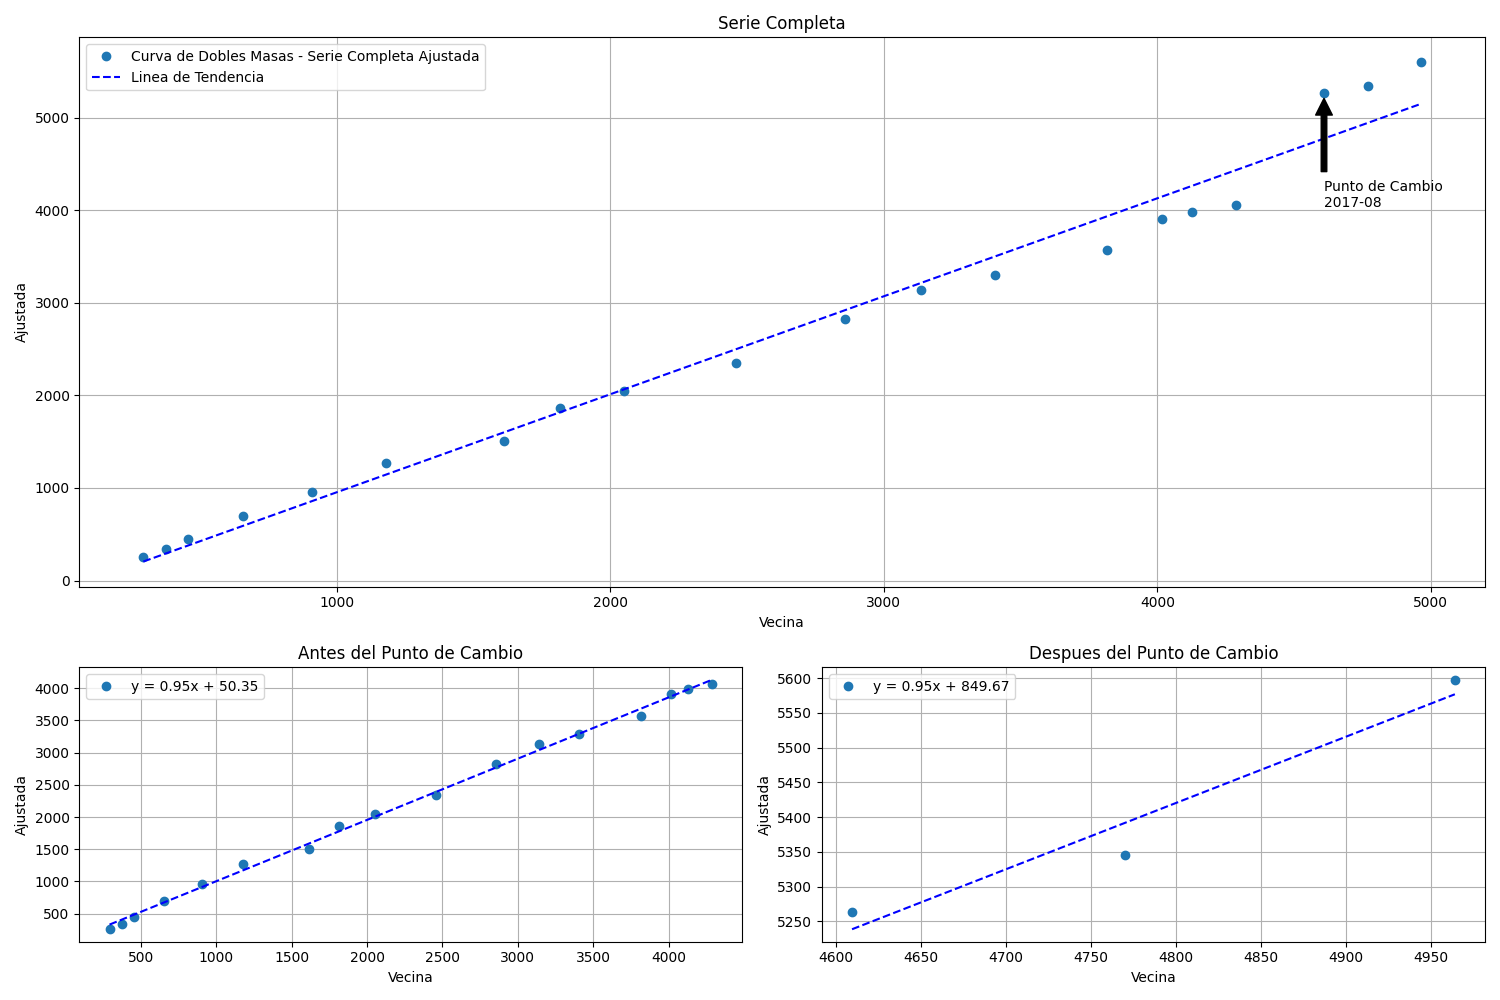 Serie Completa
Curva de Dobles Masas - Serie Completa Ajustada
Linea de Tendencia
5000
4000
3000
2000
1000
0
Ajustada
Punto de Cambio
2017-08
1000 2000 3000 4000 5000
Vecina
Antes del Punto de Cambio
y = 0.95x + 50.35
4000
3500
3000
2500
2000
1500
1000
500
Ajustada
500 1000 1500 2000 2500 3000 3500 4000
Vecina
Despues del Punto de Cambio
y = 0.95x + 849.67
5600
5550
5500
5450
5400
5350
5300
5250
Ajustada
4600 4650 4700 4750 4800 4850 4900 4950
Vecina